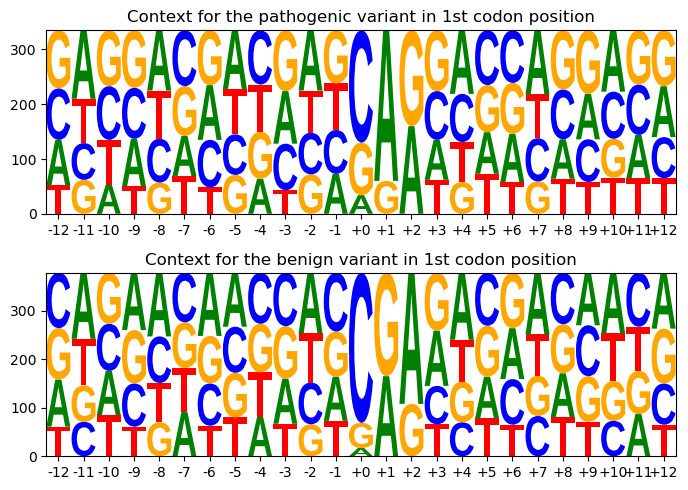 Context for the pathogenic variant in 1st codon position
300
200
100
0
G A G G A C G A C G A G C A G G A C C A G G A G G
C T C C T G A T T A T T G G A C C G G T C A C C A
A C T A C A C C G C C C A A T A A C A C G A C
T G A T G T T G A T G A T G T T G T T T T T
-12 -11 -10 -9 -8 -7 -6 -5 -4 -3 -2 -1 +0 +1 +2 +3 +4 +5 +6 +7 +8 +9 +10 +11 +12
Context for the benign variant in 1st codon position
300
200
100
0
C A G A A C A A C C A C C G A G A C G A C A A C A
G T C G C G G C G G T G G A G A T G A T G C T T G
A G A C T T C G T A C A A C G A C G A G G G C
T C T T G A T T A T G T T C T T C T T C A T
-12 -11 -10 -9 -8 -7 -6 -5 -4 -3 -2 -1 +0 +1 +2 +3 +4 +5 +6 +7 +8 +9 +10 +11 +12